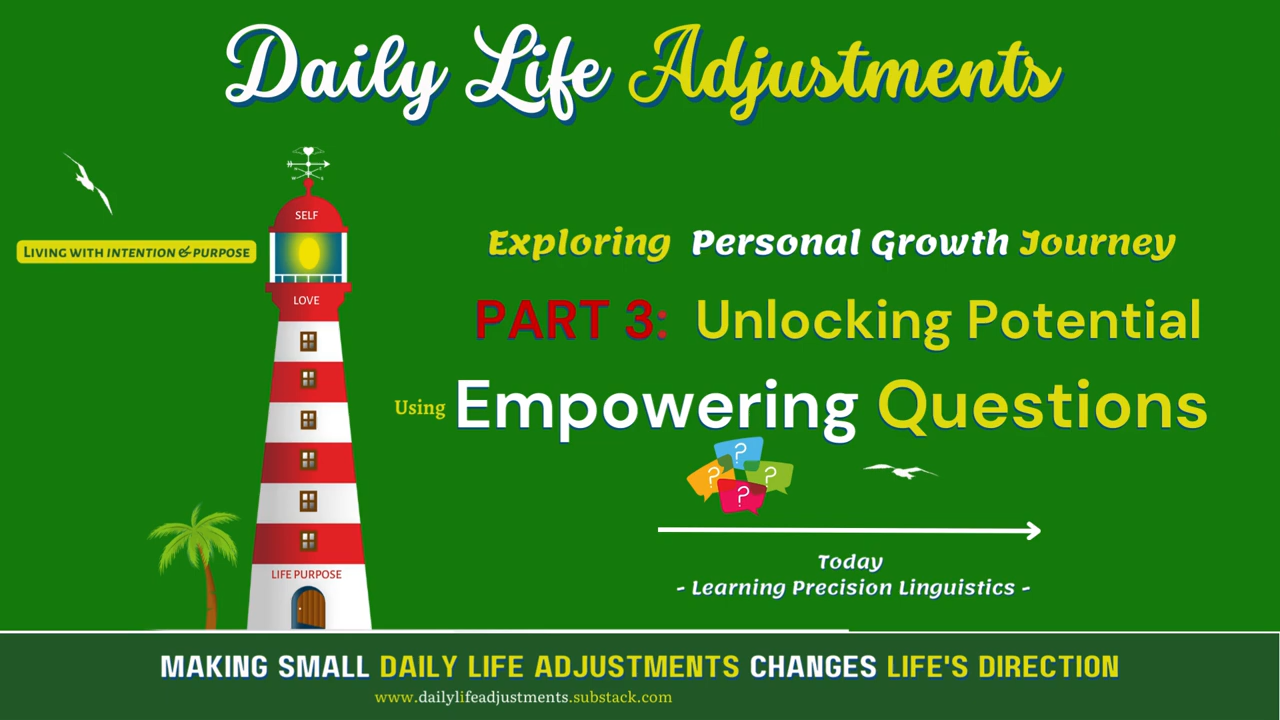 Daily Life Adjustments
SELF
LIVING WITH INTENTION & PURPOSE
LOVE
Exploring Personal Growth Journey
PART 3: Unlocking Potential
Using Empowering Questions
? ? ? ?
Today
- Learning Precision Linguistics -
LIFE PURPOSE
MAKING SMALL DAILY LIFE ADJUSTMENTS CHANGES LIFE'S DIRECTION
www.dailylifeadjustments.substack.com